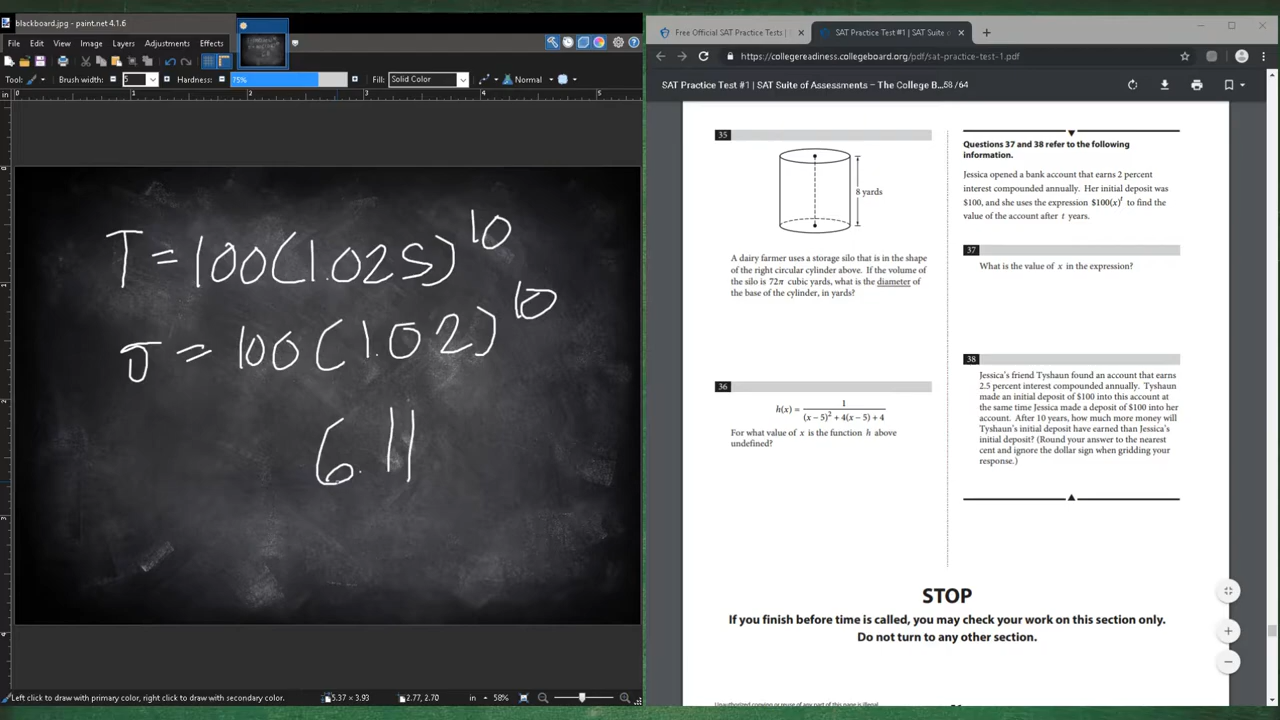 blackboard.jpg - paint.net 4.1.6
File Edit View Image Layers Adjustments Effects
Tool: Brush width: 5 Hardness: 75% Fill: Solid Color Normal
T = 100(1.025)^10
J = 100(1.02)^10
6.11
Left click to draw with primary color, right click to draw with secondary color. 5.37 × 3.93 2.77, 2.70 in 58%
Free Official SAT Practice Tests | SAT Practice Test #1 | SAT Suite o
https://collegereadiness.collegeboard.org/pdf/sat-practice-test-1.pdf
SAT Practice Test #1 | SAT Suite of Assessments – The College B... 58 / 64
35
8 yards
A dairy farmer uses a storage silo that is in the shape
of the right circular cylinder above. If the volume of
the silo is 72π cubic yards, what is the diameter of
the base of the cylinder, in yards?
36
h(x) = 1 / (x − 5)² + 4(x − 5) + 4
For what value of x is the function h above
undefined?
Questions 37 and 38 refer to the following
information.
Jessica opened a bank account that earns 2 percent
interest compounded annually. Her initial deposit was
$100, and she uses the expression $100(x)^t to find the
value of the account after t years.
37
What is the value of x in the expression?
38
Jessica's friend Tyshaun found an account that earns
2.5 percent interest compounded annually. Tyshaun
made an initial deposit of $100 into this account at
the same time Jessica made a deposit of $100 into her
account. After 10 years, how much more money will
Tyshaun's initial deposit have earned than Jessica's
initial deposit? (Round your answer to the nearest
cent and ignore the dollar sign when gridding your
response.)
STOP
If you finish before time is called, you may check your work on this section only.
Do not turn to any other section.